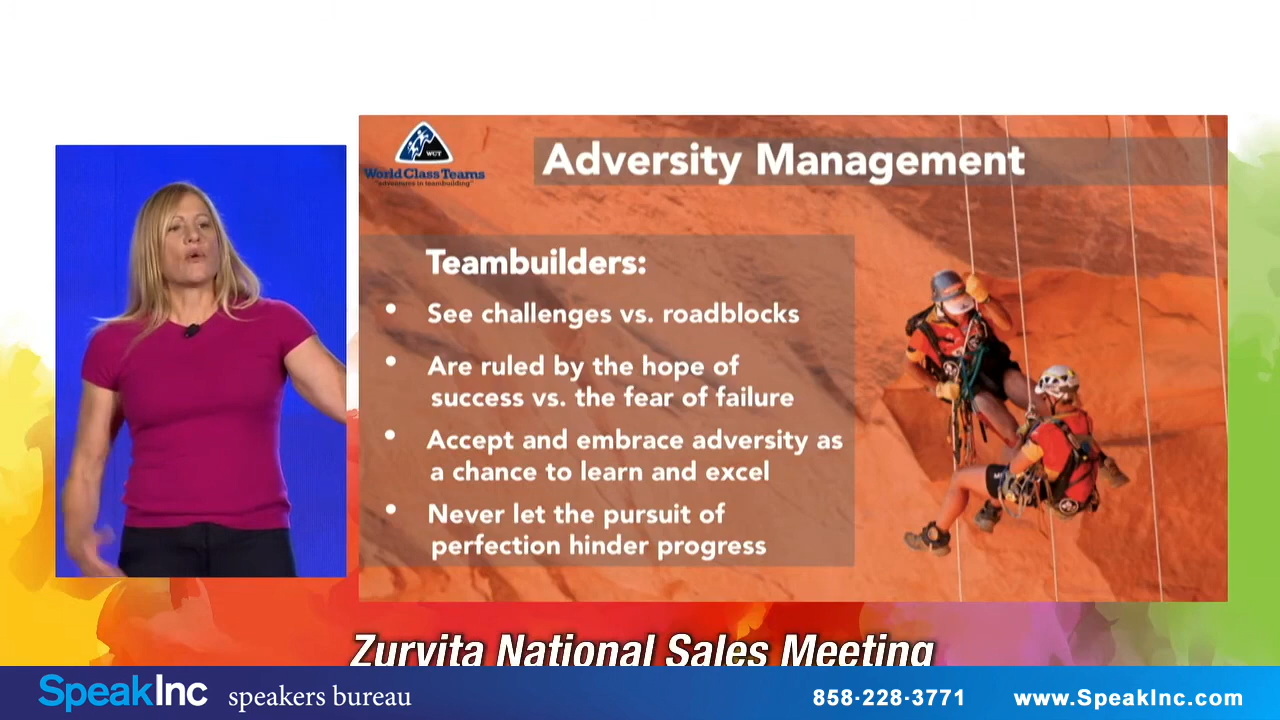 WCT
World Class Teams
"adventures in teambuilding"
Adversity Management
Teambuilders:
• See challenges vs. roadblocks
• Are ruled by the hope of
success vs. the fear of failure
• Accept and embrace adversity as
a chance to learn and excel
• Never let the pursuit of
perfection hinder progress
Zurvita National Sales Meeting
SpeakInc speakers bureau
858-228-3771
www.SpeakInc.com